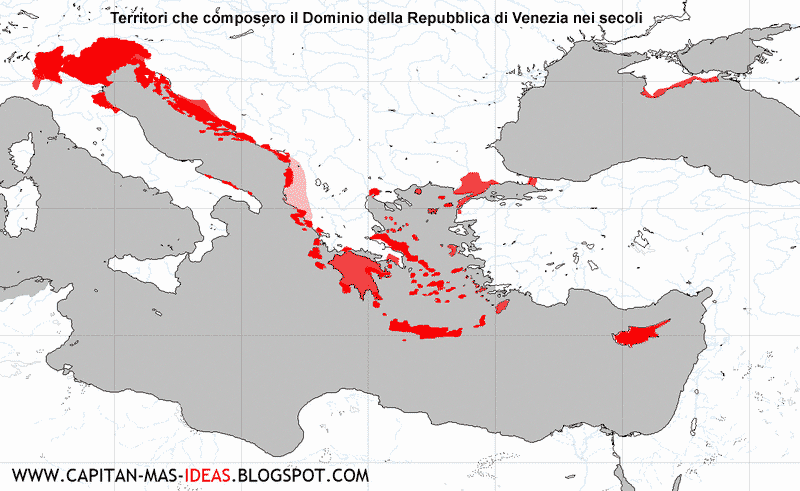 Territori che composero il Dominio della Repubblica di Venezia nei secoli
WWW.CAPITAN-MAS-IDEAS.BLOGSPOT.COM